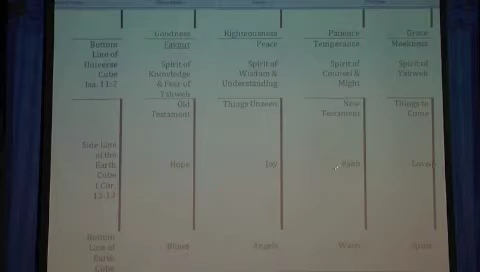 Goodness Righteousness Patience Grace
Bottom Favour Peace Temperance Meekness
Line of
Universe Spirit of Spirit of Spirit of Spirit of
Cube Knowledge Wisdom & Counsel & Yahweh
Isa. 11:2 & Fear of Understanding Might
Yahweh
Old Things Unseen New Things to
Testament Testament Come
Side Line
of the
Earth Hope Joy Faith Love
Cube
1 Cor.
13:13
Bottom
Line of Angels
Earth
Cube